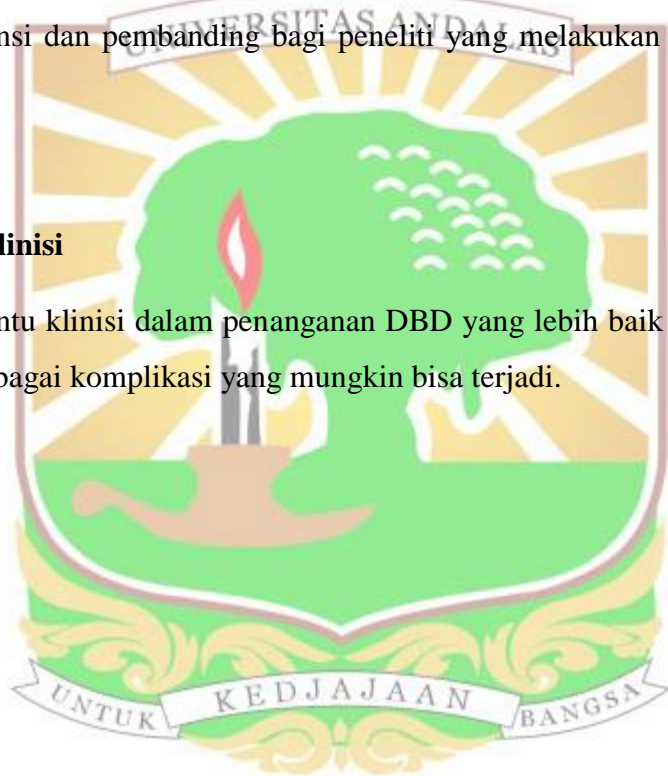 UNIVERSITAS ANDALAS
nsi dan pembanding bagi peneliti yang melakukan
linisi
ntu klinisi dalam penanganan DBD yang lebih baik
bagai komplikasi yang mungkin bisa terjadi.
UNTUK KEDJAJAAN BANGSA